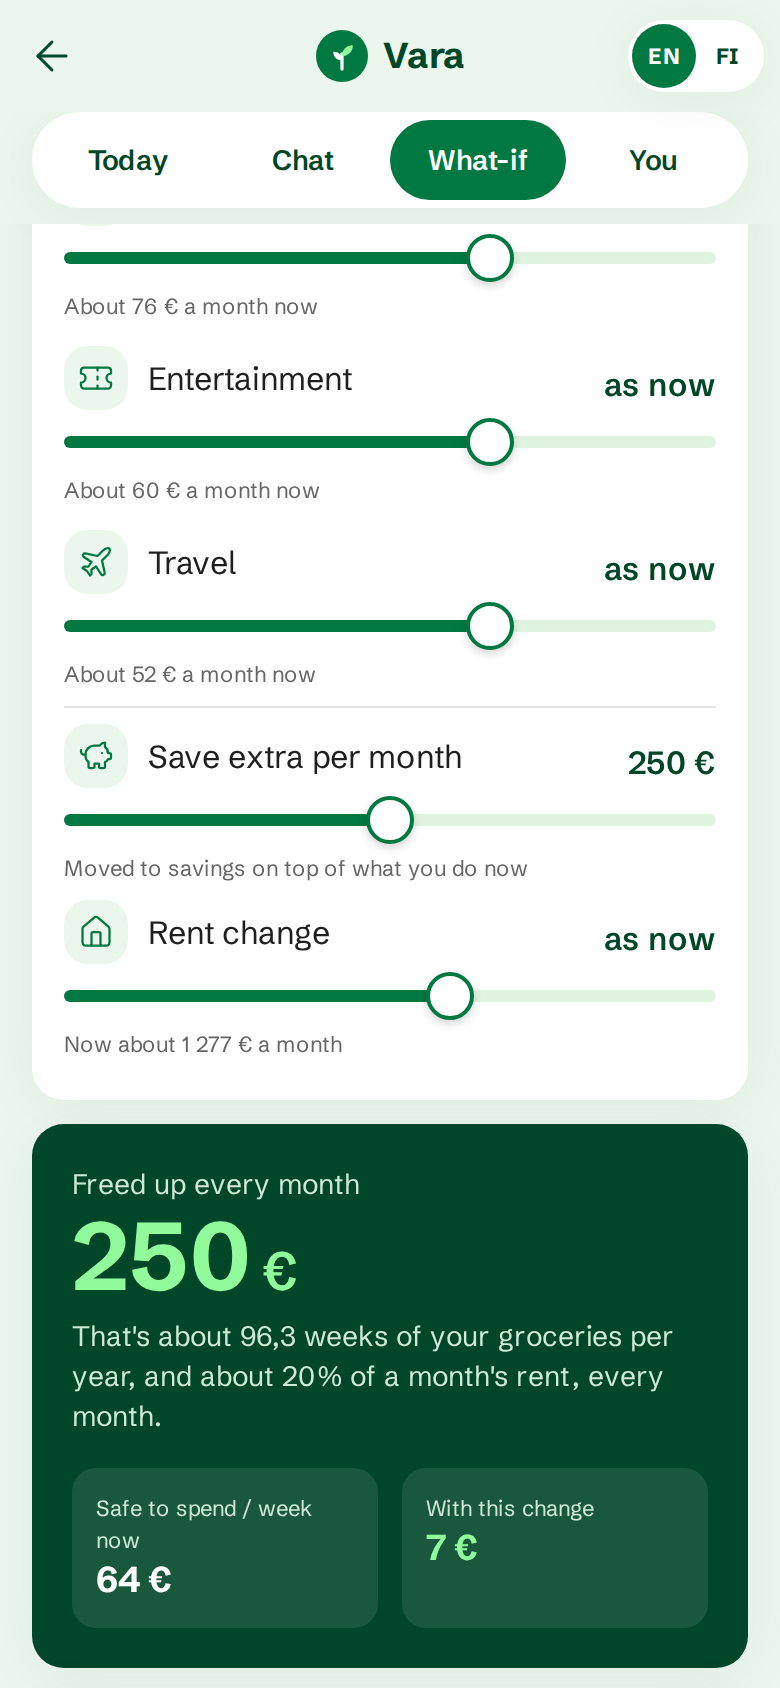 Vara
EN FI
Today Chat What-if You
About 76 € a month now
Entertainment as now
About 60 € a month now
Travel as now
About 52 € a month now
Save extra per month 250 €
Moved to savings on top of what you do now
Rent change as now
Now about 1 277 € a month
Freed up every month
250 €
That's about 96,3 weeks of your groceries per
year, and about 20% of a month's rent, every
month.
Safe to spend / week
now
64 €
With this change
7 €